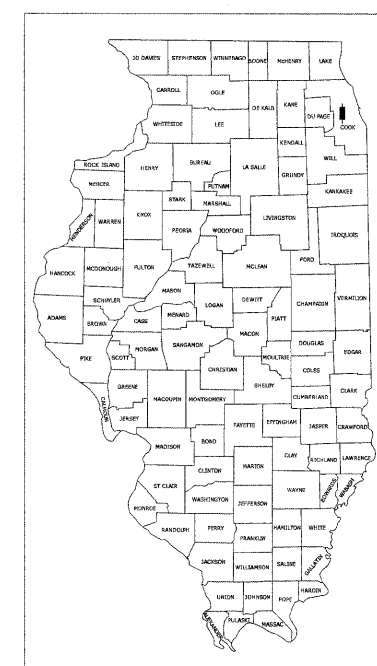 JO DAVIES STEPHENSON WINNEBAGO BOONE McHENRY LAKE
CARROLL OGLE
DE KALB KANE
DU PAGE
COOK
WHITESIDE LEE
KENDALL
WILL
ROCK ISLAND HENRY BUREAU LA SALLE
GRUNDY
MERCER PUTNAM
KANKAKEE
STARK MARSHALL
HENDERSON WARREN KNOX LIVINGSTON
PEORIA WOODFORD IROQUOIS
FORD
HANCOCK MCDONOUGH FULTON TAZEWELL MCLEAN
MASON
SCHUYLER LOGAN DEWITT CHAMPAIGN VERMILION
ADAMS MENARD PIATT
BROWN CASS
MACON
MORGAN SANGAMON DOUGLAS
PIKE SCOTT MOULTRIE EDGAR
CHRISTIAN COLES
GREENE SHELBY CLARK
CALHOUN MACOUPIN MONTGOMERY CUMBERLAND
JERSEY FAYETTE EFFINGHAM JASPER CRAWFORD
MADISON BOND
CLAY RICHLAND LAWRENCE
CLINTON MARION
ST CLAIR WAYNE EDWARDS WABASH
WASHINGTON JEFFERSON
MONROE
RANDOLPH PERRY HAMILTON WHITE
FRANKLIN
JACKSON WILLIAMSON SALINE GALLATIN
HARDIN
UNION JOHNSON POPE
ALEXANDER PULASKI MASSAC